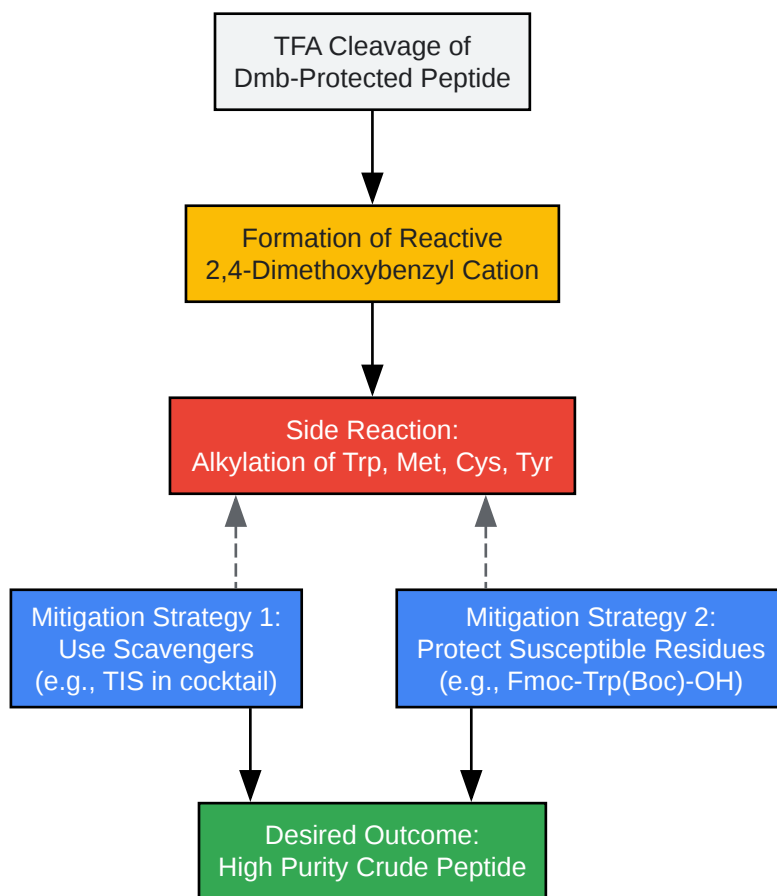 TFA Cleavage of
Dmb-Protected Peptide
Formation of Reactive
2,4-Dimethoxybenzyl Cation
Side Reaction:
Alkylation of Trp, Met, Cys, Tyr
Mitigation Strategy 1:
Use Scavengers
(e.g., TIS in cocktail)
Mitigation Strategy 2:
Protect Susceptible Residues
(e.g., Fmoc-Trp(Boc)-OH)
Desired Outcome:
High Purity Crude Peptide